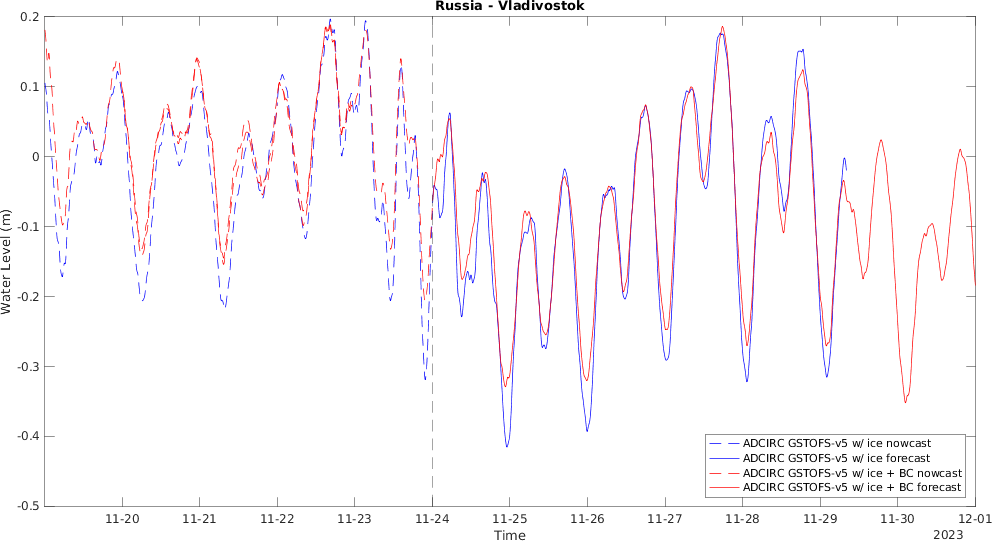 Russia - Vladivostok
Water Level (m)
0.2
0.1
0
-0.1
-0.2
-0.3
-0.4
-0.5
ADCIRC GSTOFS-v5 w/ ice nowcast
ADCIRC GSTOFS-v5 w/ ice forecast
ADCIRC GSTOFS-v5 w/ ice + BC nowcast
ADCIRC GSTOFS-v5 w/ ice + BC forecast
11-20 11-21 11-22 11-23 11-24 11-25 11-26 11-27 11-28 11-29 11-30 12-01
Time
2023